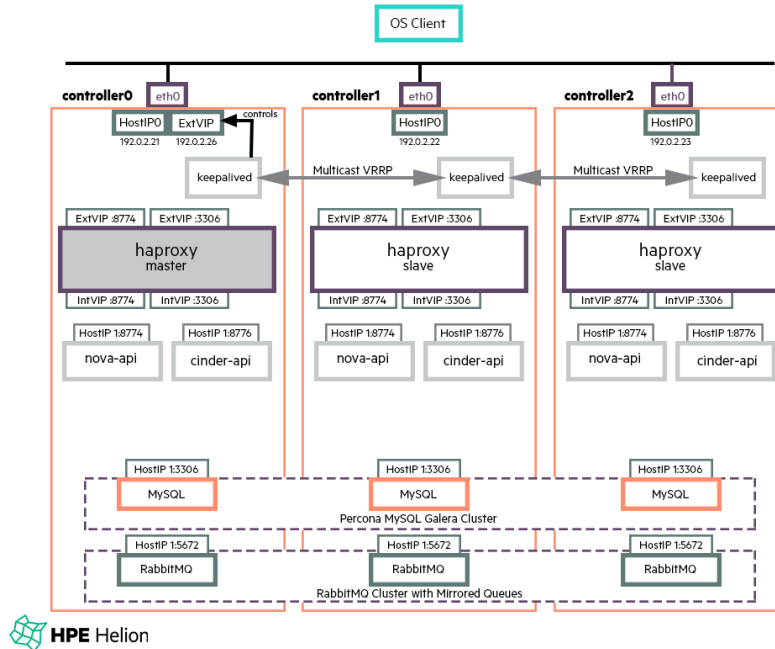 OS Client
controller0
eth0
controller1
eth0
controller2
eth0
HostIP0
ExtVIP
controls
HostIP0
HostIP0
192.0.2.21
192.0.2.26
192.0.2.22
192.0.2.23
keepalived
Multicast VRRP
keepalived
Multicast VRRP
keepalived
ExtVIP :8774
ExtVIP :3306
ExtVIP:8774
ExtVIP :3306
ExtVIP:8774
ExtVIP :3306
haproxy
master
haproxy
slave
haproxy
slave
IntVIP :8774
IntVIP :3306
IntVIP:8774
IntVIP :3306
IntVIP:8774
IntVIP :3306
HostIP 1:8774
HostIP 1:8776
HostIP 1:8774
HostIP 1:8776
HostIP 1:8774
HostIP 1:8776
nova-api
cinder-api
nova-api
cinder-api
nova-api
cinder-api
HostIP 1:3306
HostIP 1:3306
HostIP 1:3306
MySQL
MySQL
MySQL
Percona MySQL Galera Cluster
HostIP 1:5672
HostIP 1:5672
HostIP 1:5672
RabbitMQ
RabbitMQ
RabbitMQ
RabbitMQ Cluster with Mirrored Queues
HPE Helion